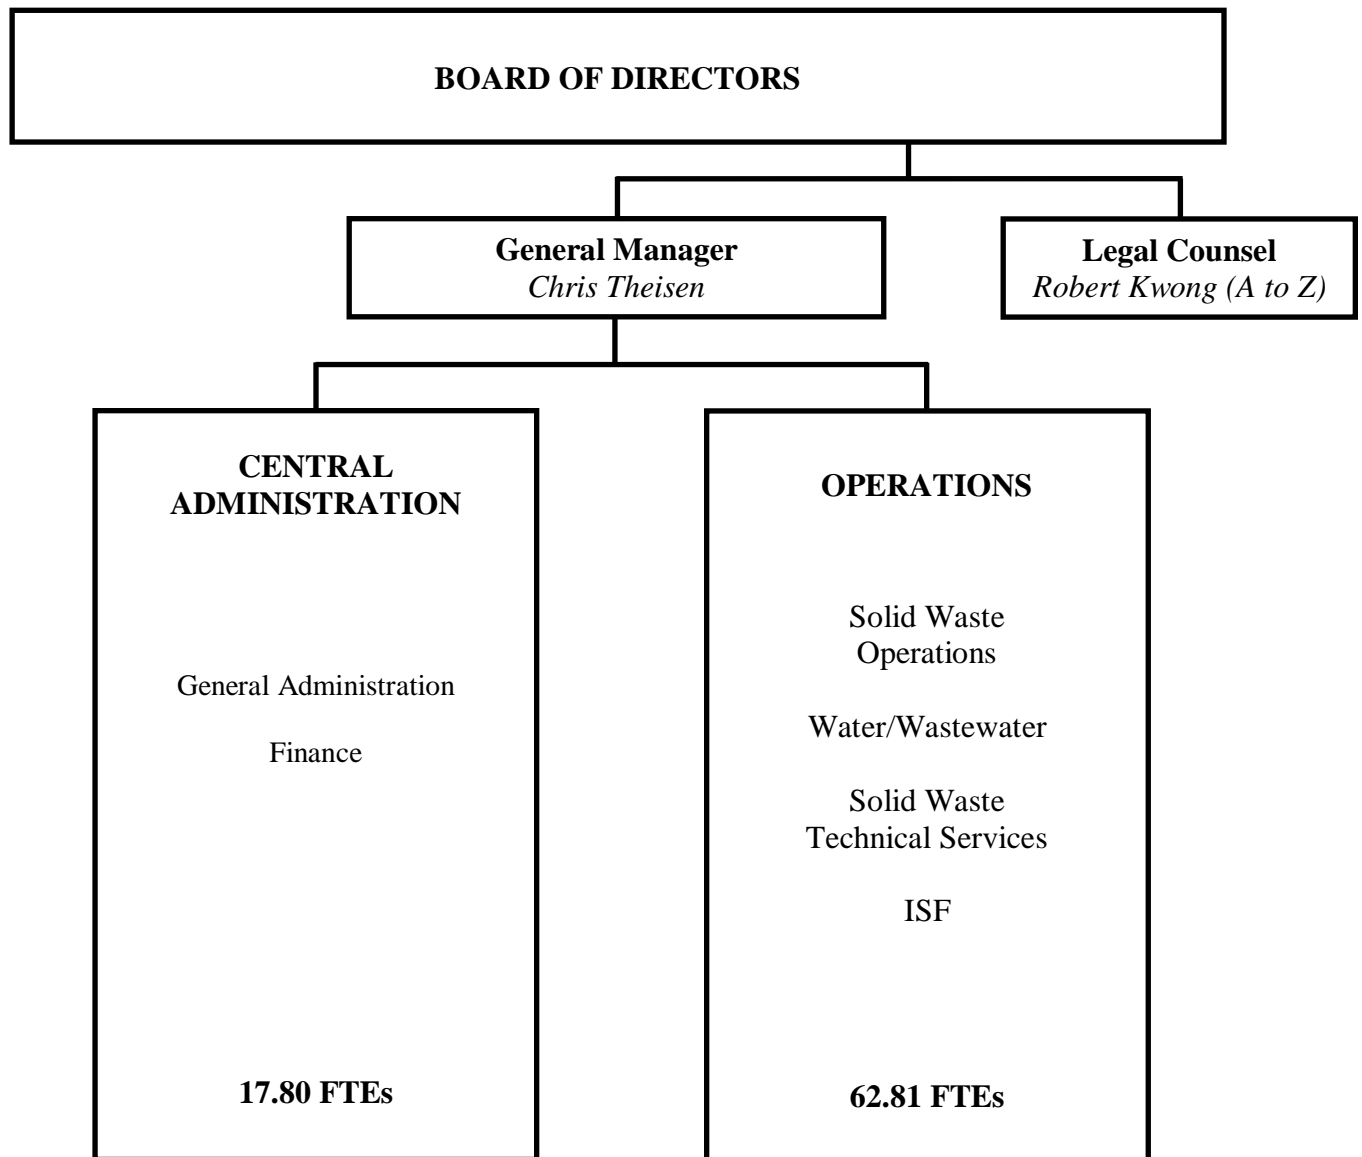 BOARD OF DIRECTORS
General Manager
Chris Theisen
Legal Counsel
Robert Kwong (A to Z)
CENTRAL
ADMINISTRATION
General Administration
Finance
17.80 FTEs
OPERATIONS
Solid Waste
Operations
Water/Wastewater
Solid Waste
Technical Services
ISF
62.81 FTEs